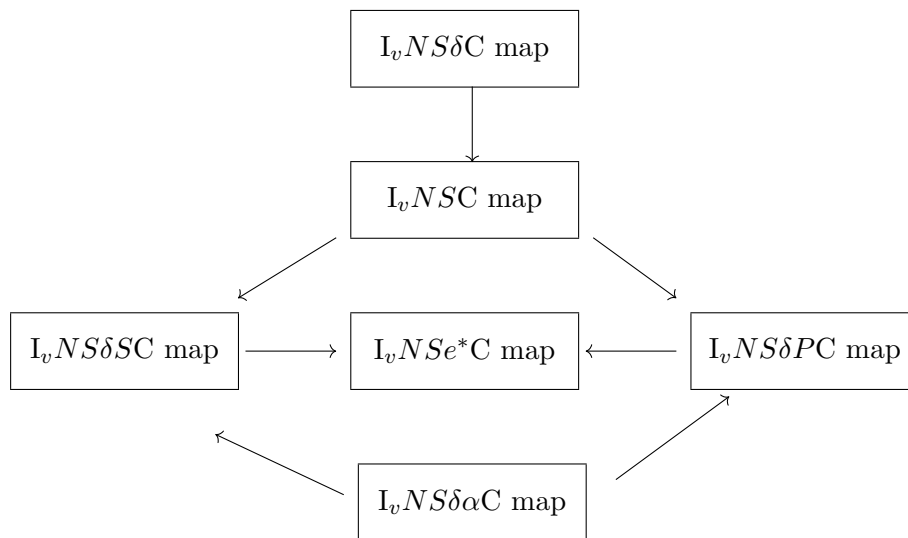 I_vNSδC map
I_vNSC map
I_vNSδSC map
I_vNSe*C map
I_vNSδPC map
I_vNSδαC map